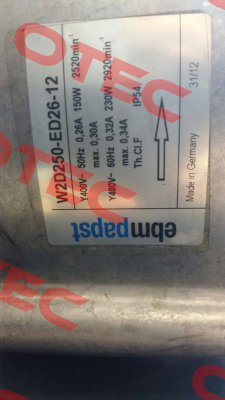 W2D250-ED26-12
Y400V~ 50Hz 0,26A 150W 2520min⁻¹
max. 0,30A
Y480V~ 60Hz 0,32A 230W 2920min⁻¹
max. 0,34A
Th.Cl.F IP54
ebmpapst
Made in Germany 31/12
OTEC
OTEC
OTEC